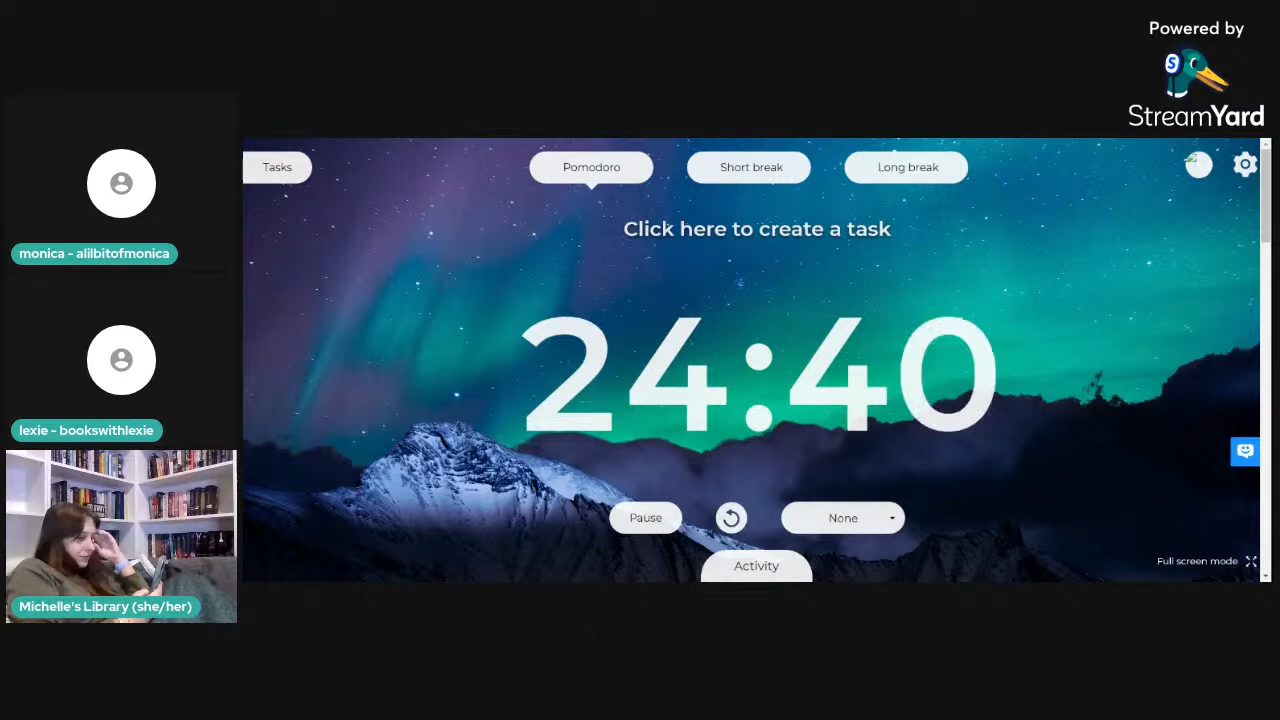 Powered by
S
StreamYard
Tasks
Pomodoro
Short break
Long break
Click here to create a task
24:40
Pause
None
Activity
Full screen mode
monica - alilbitofmonica
lexie - bookswithlexie
Michelle's Library (she/her)